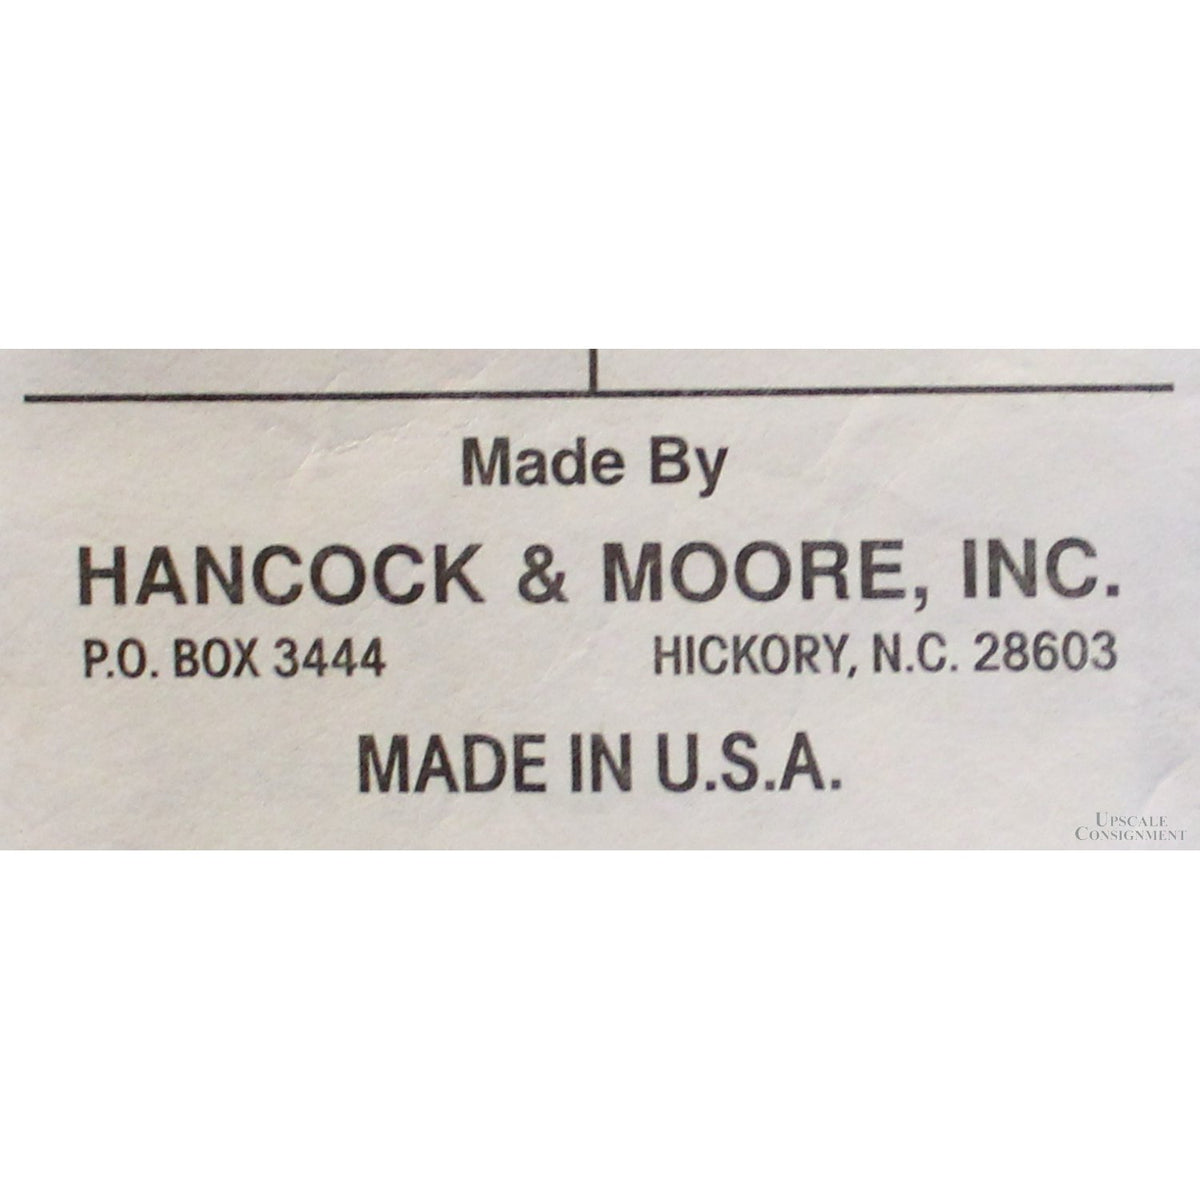 Made By
HANCOCK & MOORE, INC.
P.O. BOX 3444 HICKORY, N.C. 28603
MADE IN U.S.A.
UPSCALE
CONSIGNMENT